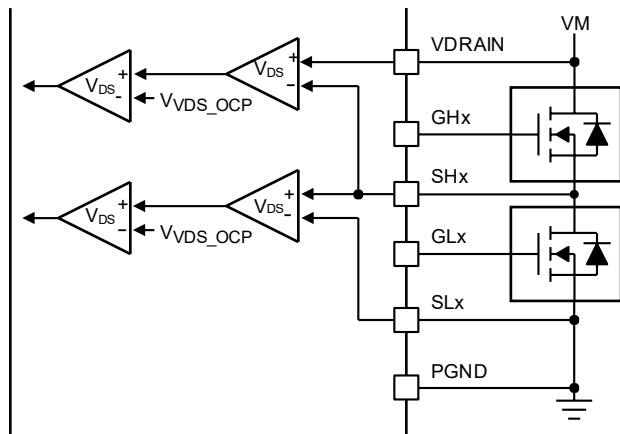 VM
VDRAIN
VDS + -
VDS + -
VVDS_OCP
GHx
SHx
VDS + -
VDS + -
VVDS_OCP
GLx
SLx
PGND